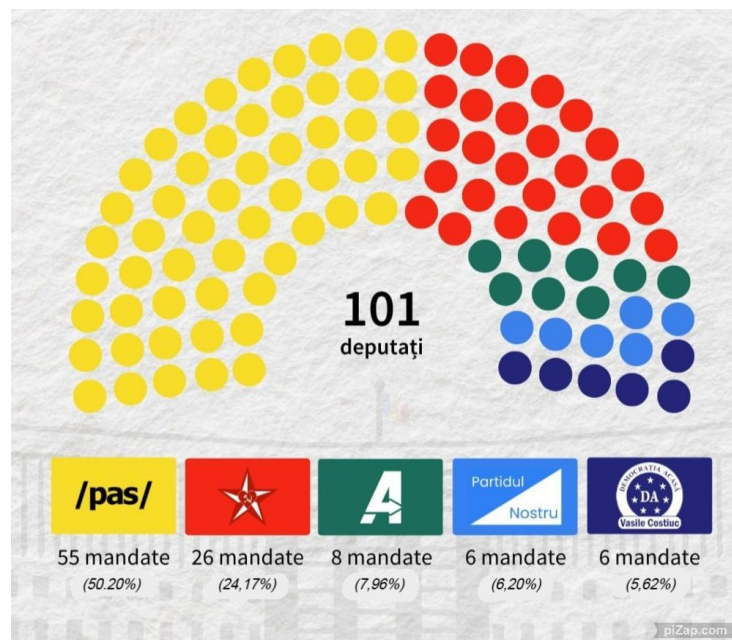 101
deputați
/pas/
A
Partidul
Nostru
DEMOCRAȚIA ACASĂ
DA
Vasile Costiuc
55 mandate
26 mandate
8 mandate
6 mandate
6 mandate
(50.20%)
(24,17%)
(7,96%)
(6,20%)
(5,62%)
piZap.com